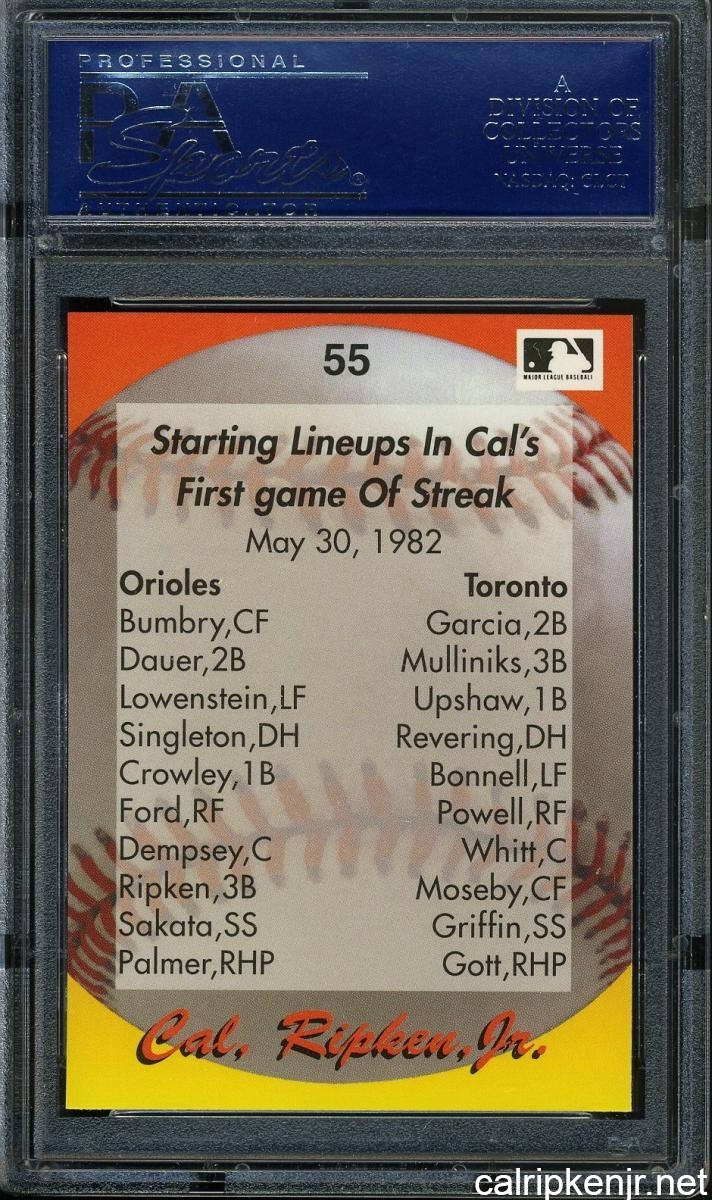 PROFESSIONAL
PSA
Sports®
AUTHENTICATOR
A
DIVISION OF
COLLECTORS
UNIVERSE
NASDAQ: CLCT
55
MAJOR LEAGUE BASEBALL
Starting Lineups In Cal's
First game Of Streak
May 30, 1982
Orioles Toronto
Bumbry,CF Garcia,2B
Dauer,2B Mulliniks,3B
Lowenstein,LF Upshaw,1B
Singleton,DH Revering,DH
Crowley,1B Bonnell,LF
Ford,RF Powell,RF
Dempsey,C Whitt,C
Ripken,3B Moseby,CF
Sakata,SS Griffin,SS
Palmer,RHP Gott,RHP
Cal. Ripken, Jr.
PSA
calripkenjr.net